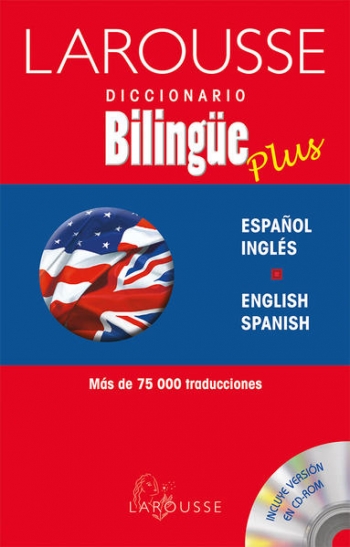 LAROUSSE
DICCIONARIO
Bilingüe
Plus
ESPAÑOL
INGLÉS
ENGLISH
SPANISH
Más de 75 000 traducciones
INCLUYE VERSIÓN
EN CD-ROM
LAROUSSE